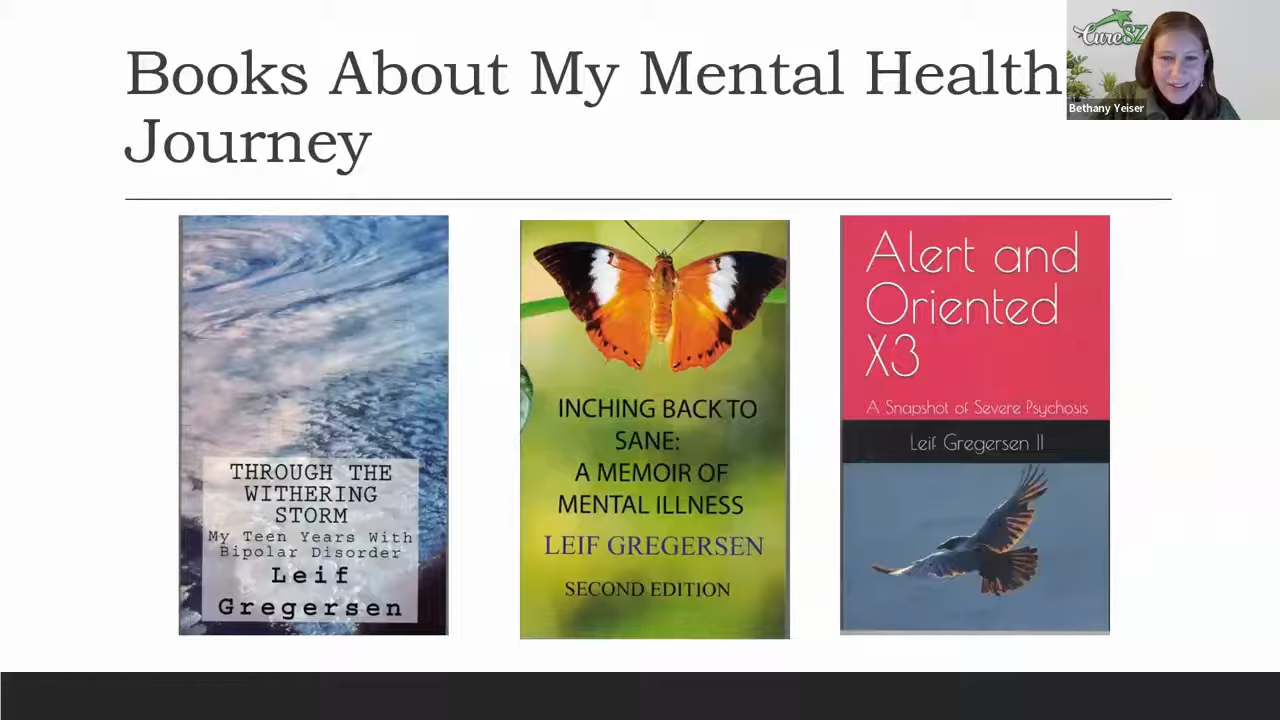 Books About My Mental Health
Journey
CureSZ
Bethany Yeiser
THROUGH THE
WITHERING
STORM
My Teen Years With
Bipolar Disorder
Leif
Gregersen
INCHING BACK TO
SANE:
A MEMOIR OF
MENTAL ILLNESS
LEIF GREGERSEN
SECOND EDITION
Alert and
Oriented
X3
A Snapshot of Severe Psychosis
Leif Gregersen II